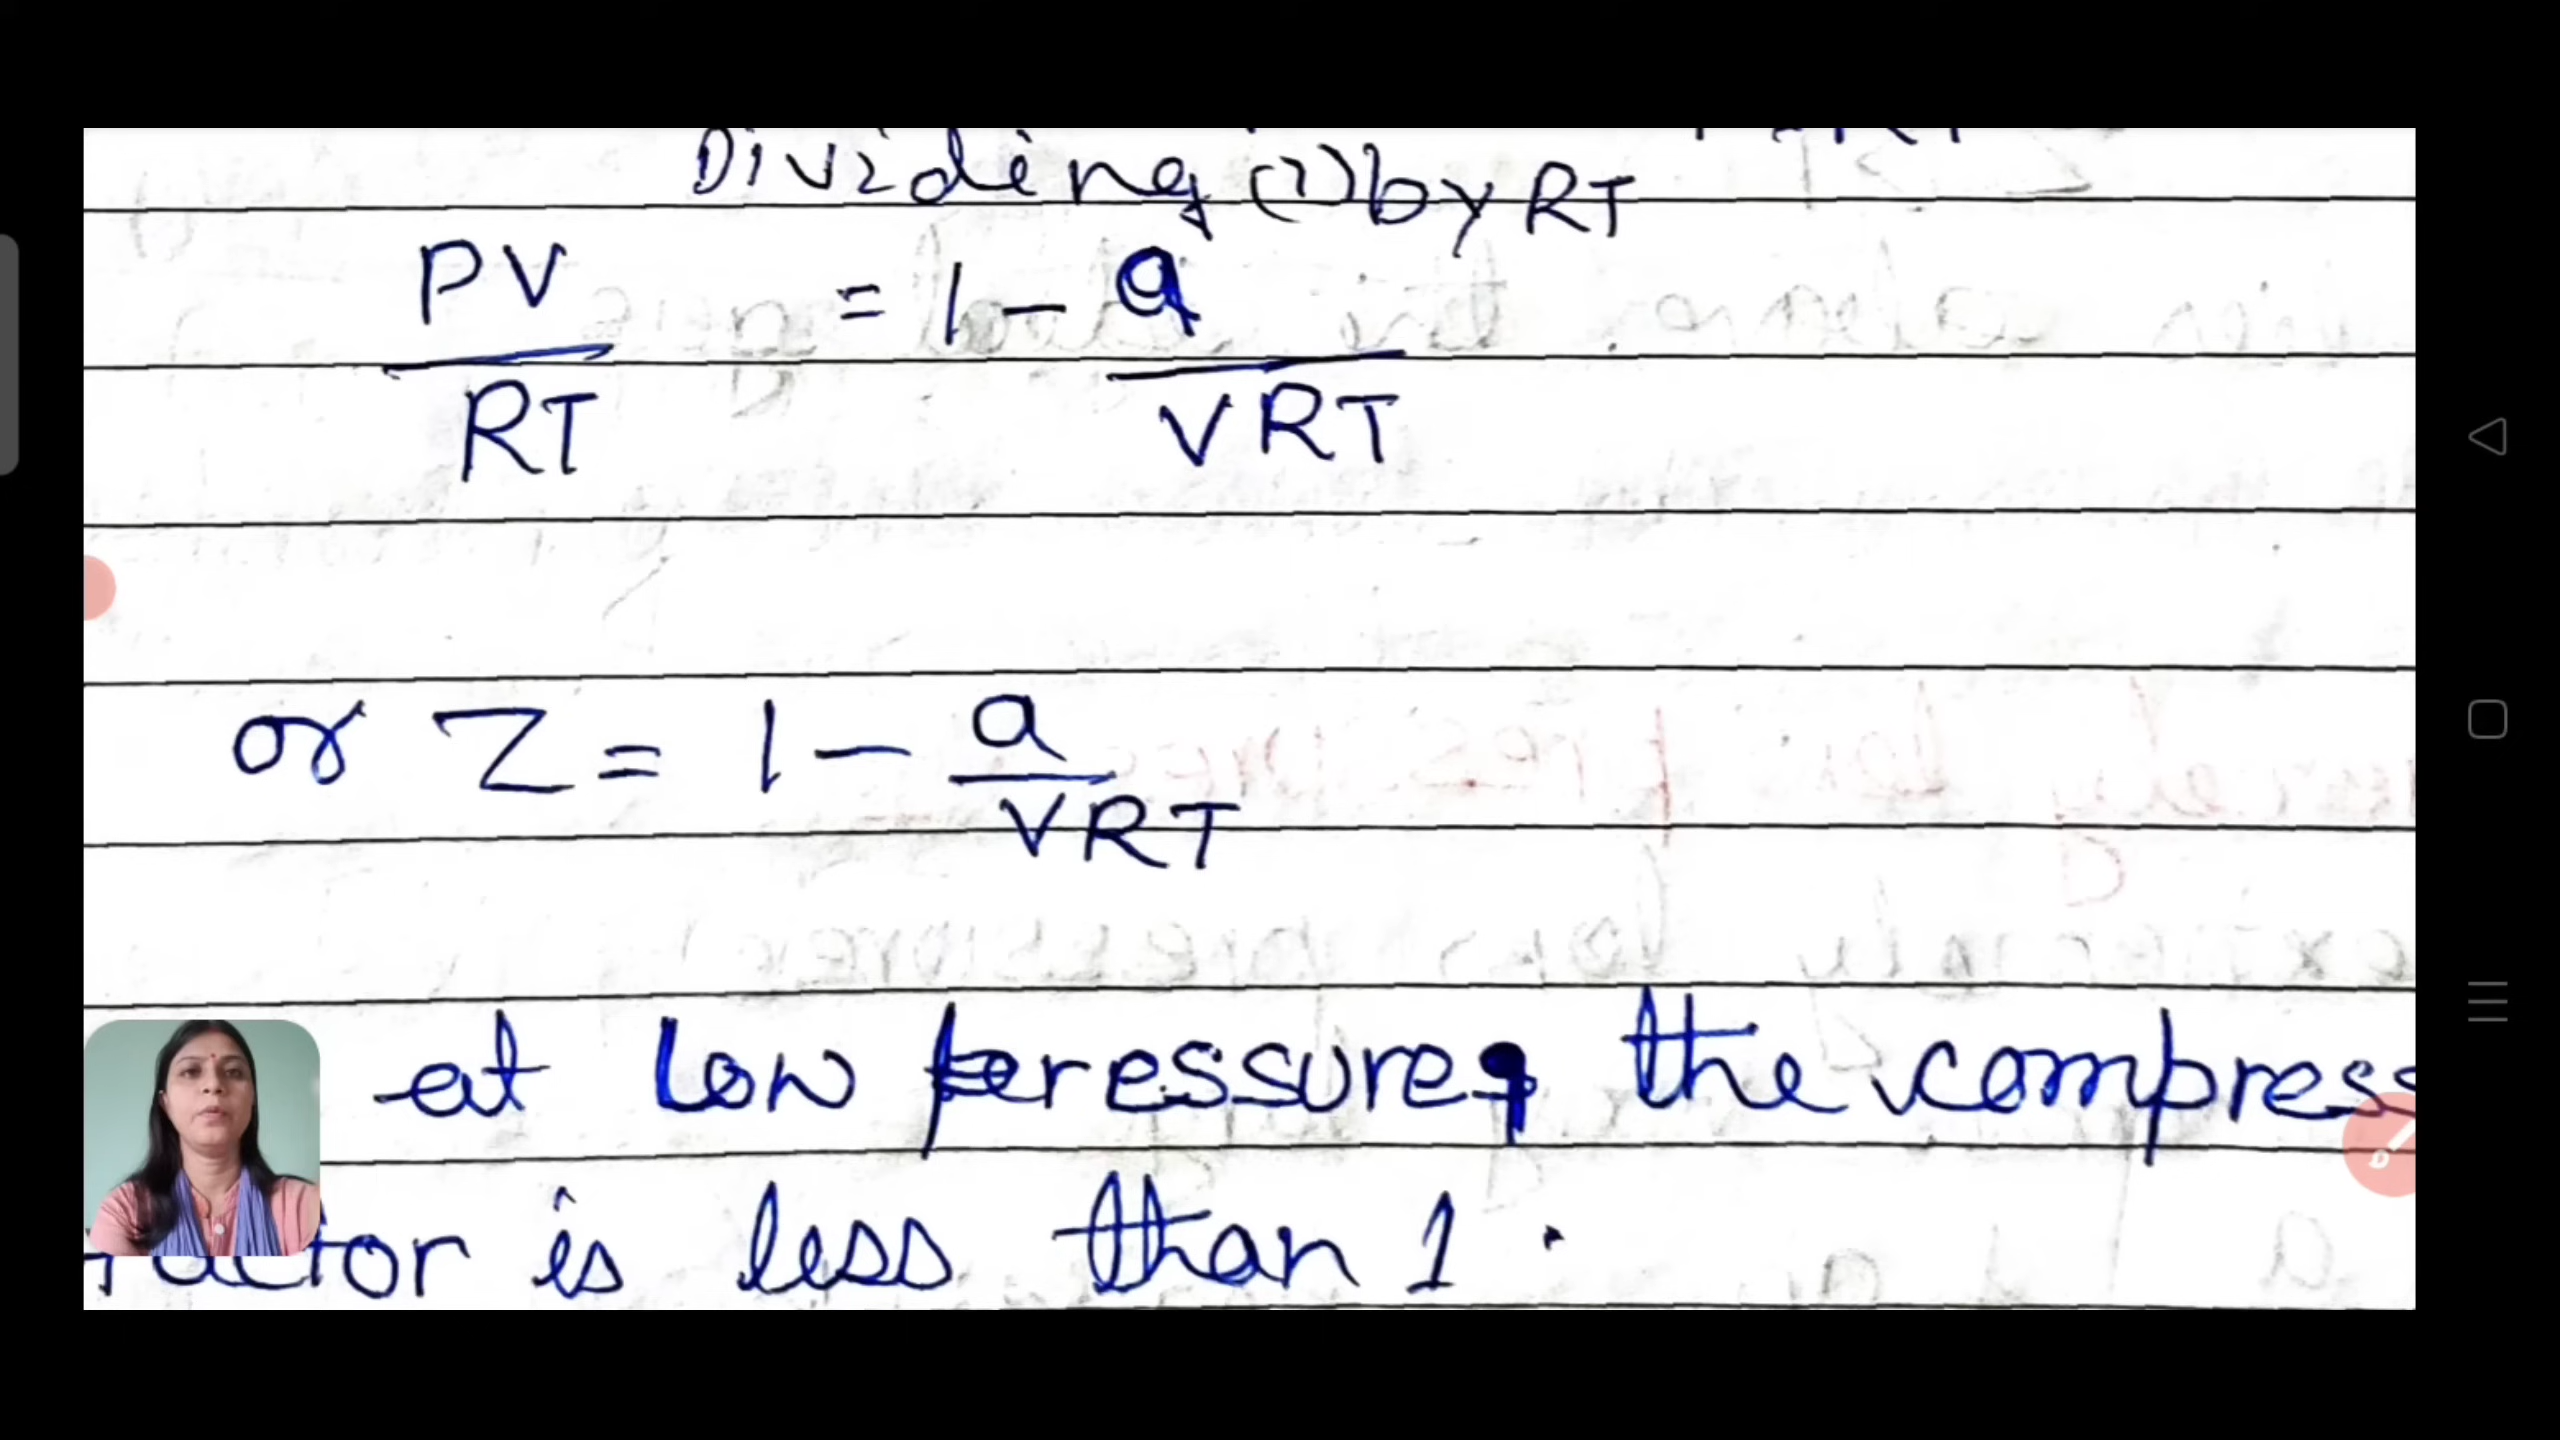 Dividing (1) by RT
PV/RT = 1 - a/VRT
or Z = 1 - a/VRT
at low peressure, the compress
factor is less than 1.